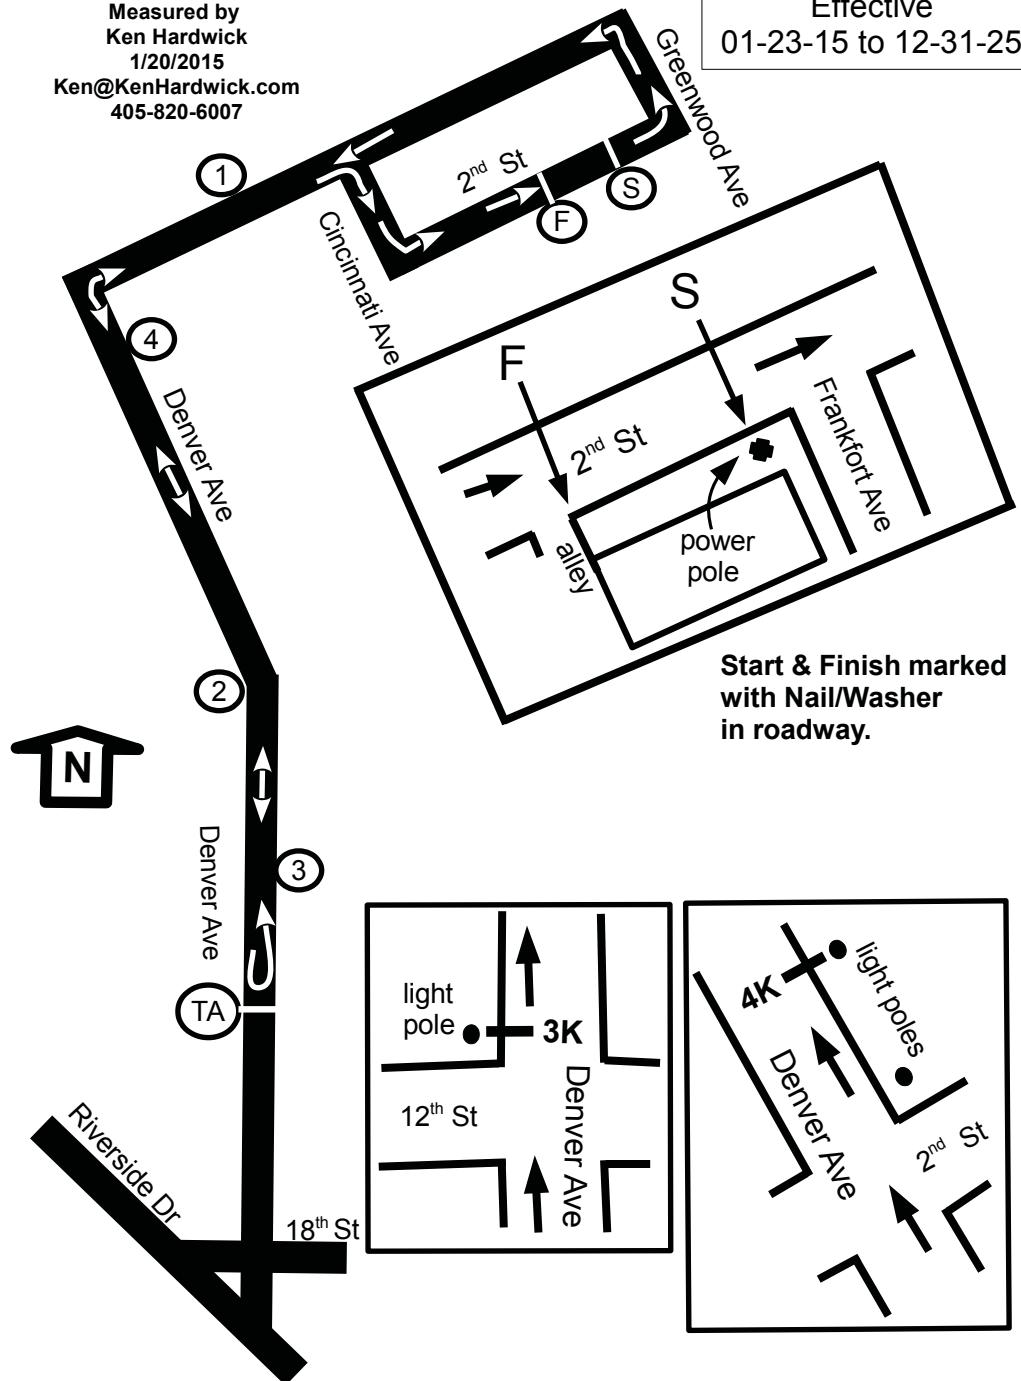 Measured by
Ken Hardwick
1/20/2015
Ken@KenHardwick.com
405-820-6007
Effective
01-23-15 to 12-31-25
Greenwood Ave
2nd St
1
S
F
Cincinnati Ave
4
Denver Ave
S
F
2nd St
Frankfort Ave
alley
power
pole
Start & Finish marked
with Nail/Washer
in roadway.
2
N
Denver Ave
3
TA
Riverside Dr
18th St
light
pole
3K
12th St
Denver Ave
4K
light poles
Denver Ave
2nd St